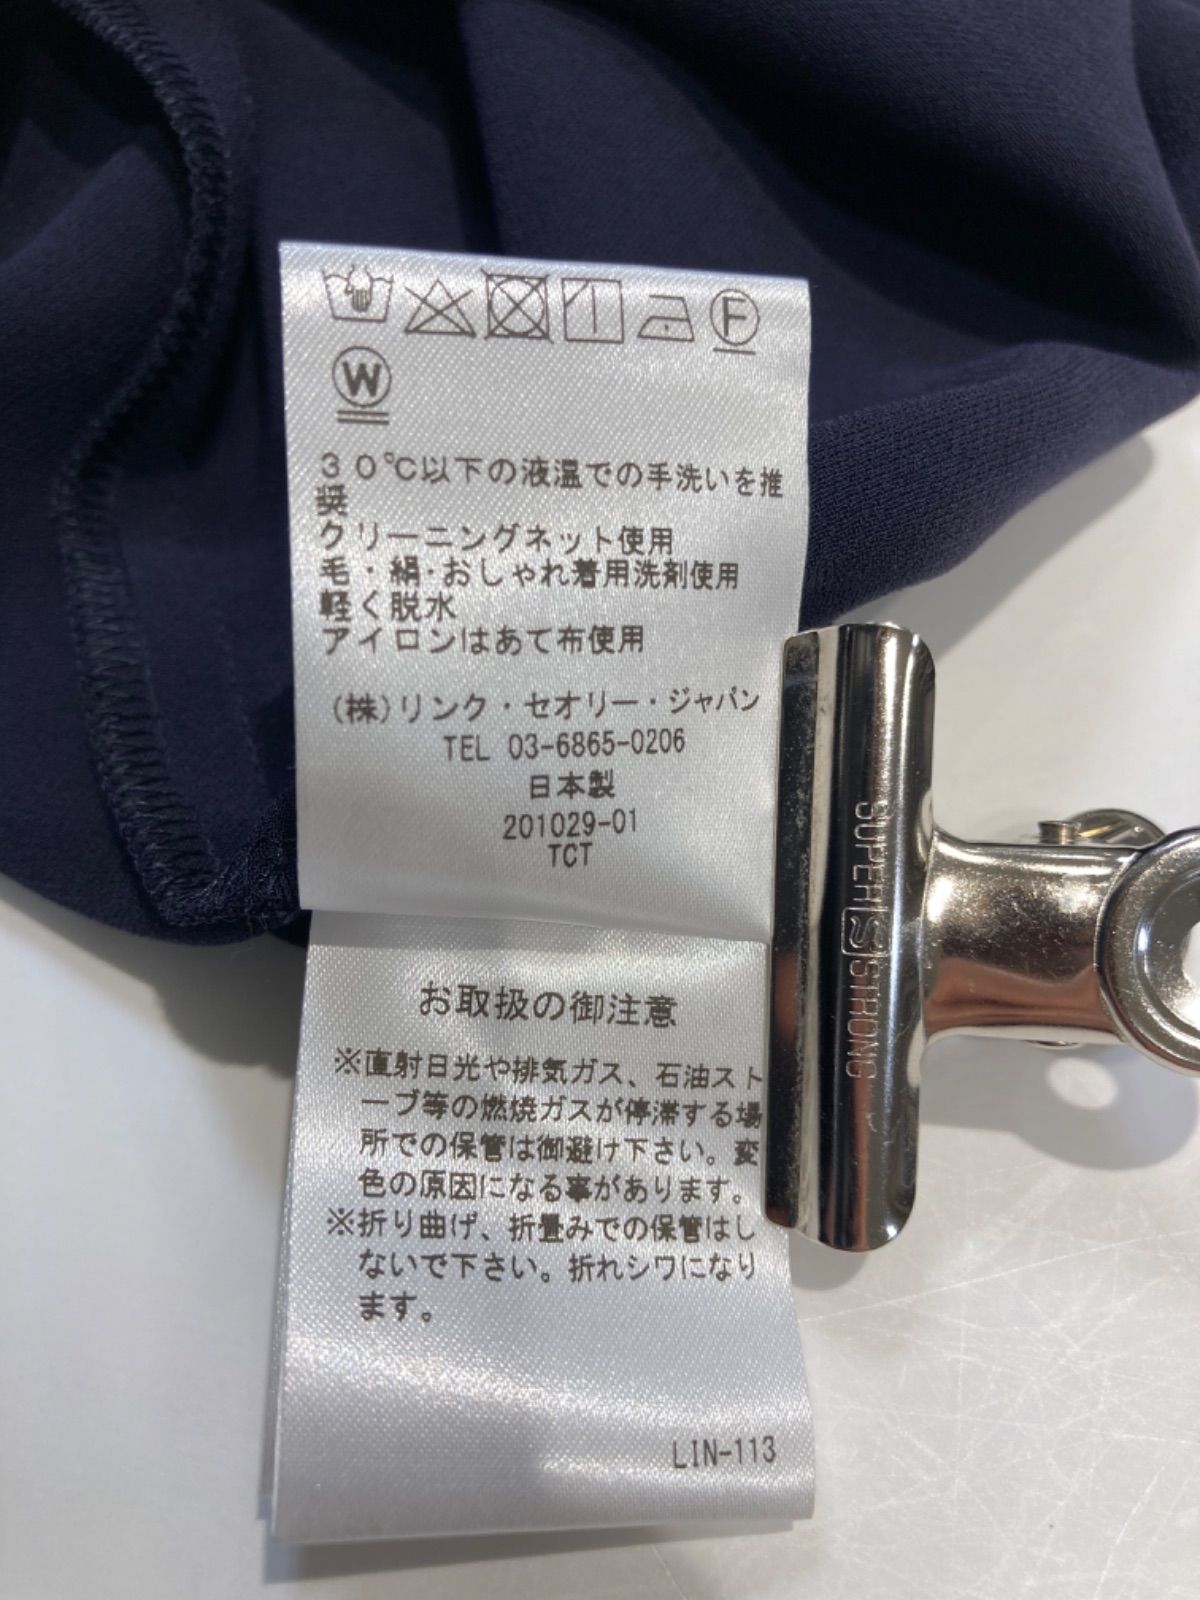 F
W
30℃以下の液温での手洗いを推
奨
クリーニングネット使用
毛・絹・おしゃれ着用洗剤使用
軽く脱水
アイロンはあて布使用
(株)リンク・セオリー・ジャパン
TEL 03-6865-0206
日本製
201029-01
TCT
お取扱の御注意
※直射日光や排気ガス、石油スト
ーブ等の燃焼ガスが停滞する場
所での保管は御避け下さい。変
色の原因になる事があります。
※折り曲げ、折畳みでの保管はし
ないで下さい。折れシワになり
ます。
LIN-113
SUPER S STRONG